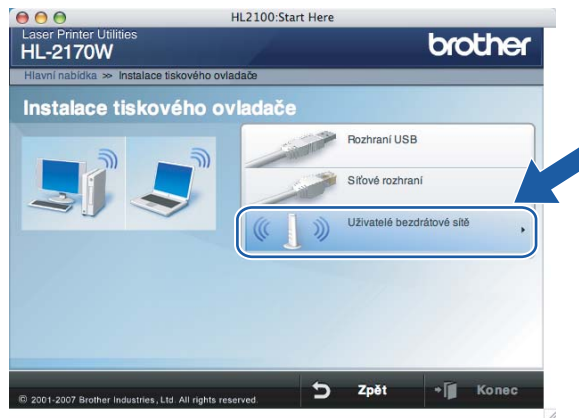 HL2100:Start Here
Laser Printer Utilities
HL-2170W
brother
Hlavní nabídka >> Instalace tiskového ovladače
Instalace tiskového ovladače
Rozhraní USB
Síťové rozhraní
Uživatelé bezdrátové sítě
© 2001-2007 Brother Industries, Ltd. All rights reserved.
Zpět
Konec